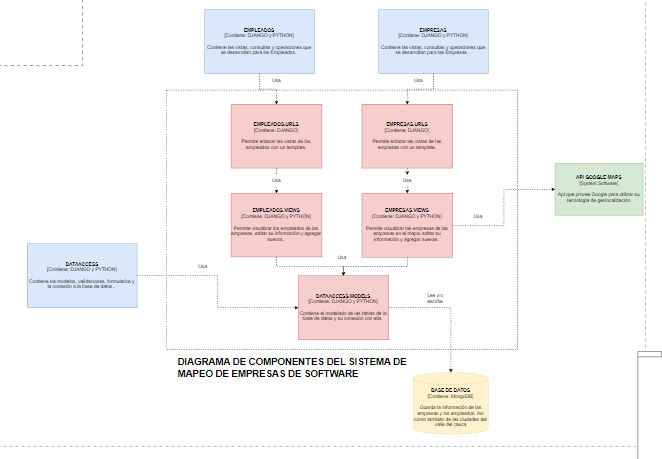 EMPLEADOS
[Contiene: DJANGO y PYTHON]
Contiene las vistas, consultas y operaciones que
se desarrollan para los Empleados.
EMPRESAS
[Contiene: DJANGO y PYTHON]
Contiene las vistas, consultas y operaciones que
se desarrollan para las Empresas .
Usa
Usa
EMPLEADOS.URLS
[Contiene: DJANGO]
Permite enlazar las vistas de los
empleados con un template.
EMPRESAS.URLS
[Contiene: DJANGO]
Permite enlazar las vistas de las
empresas con un template.
Usa
Usa
API GOOGLE MAPS
[System Software]
Api que provee Google para utilizar su
tecnología de geolocalización
EMPLEADOS.VIEWS
[Contiene: DJANGO y PYTHON]
Permite visualizar los empleados de las
empresas, editar su información y agregar
nuevos.
EMPRESAS.VIEWS
[Contiene: DJANGO y PYTHON]
Permite visualizar las empresas de las
empresas en el mapa, editar su
información y agregar nuevos.
Usa
DATAACCESS
[Contiene: DJANGO y PYTHON]
Contiene los modelos, validaciones, formularios y
la conexión a la base de datos .
Usa
Usa
DATAACCESS.MODELS
[Contiene: DJANGO y PYTHON]
Contiene el modelado de las tablas de la
base de datos y su conexión con ella.
Lee y/o
escribe
DIAGRAMA DE COMPONENTES DEL SISTEMA DE
MAPEO DE EMPRESAS DE SOFTWARE
BASE DE DATOS
[Contiene: MongoDB]
Guarda la información de las
empresas y los empleados. Así
como también de las ciudades del
valle del cauca